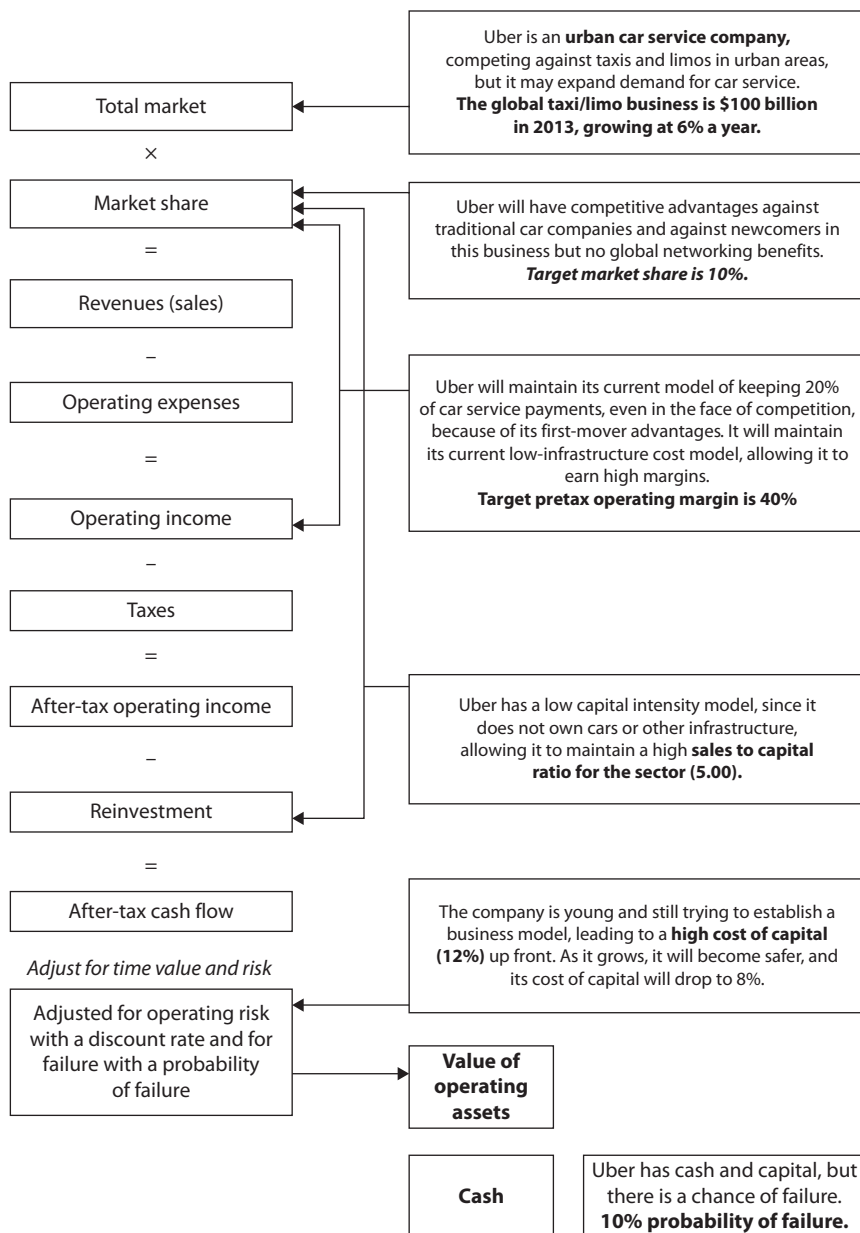 Uber is an urban car service company,
competing against taxis and limos in urban areas,
but it may expand demand for car service.
The global taxi/limo business is $100 billion
in 2013, growing at 6% a year.
Total market
×
Market share
Uber will have competitive advantages against
traditional car companies and against newcomers in
this business but no global networking benefits.
Target market share is 10%.
=
Revenues (sales)
–
Operating expenses
Uber will maintain its current model of keeping 20%
of car service payments, even in the face of competition,
because of its first-mover advantages. It will maintain
its current low-infrastructure cost model, allowing it to
earn high margins.
Target pretax operating margin is 40%
=
Operating income
–
Taxes
=
After-tax operating income
Uber has a low capital intensity model, since it
does not own cars or other infrastructure,
allowing it to maintain a high sales to capital
ratio for the sector (5.00).
–
Reinvestment
=
After-tax cash flow
The company is young and still trying to establish a
business model, leading to a high cost of capital
(12%) up front. As it grows, it will become safer, and
its cost of capital will drop to 8%.
Adjust for time value and risk
Adjusted for operating risk
with a discount rate and for
failure with a probability
of failure
Value of
operating
assets
Cash
Uber has cash and capital, but
there is a chance of failure.
10% probability of failure.